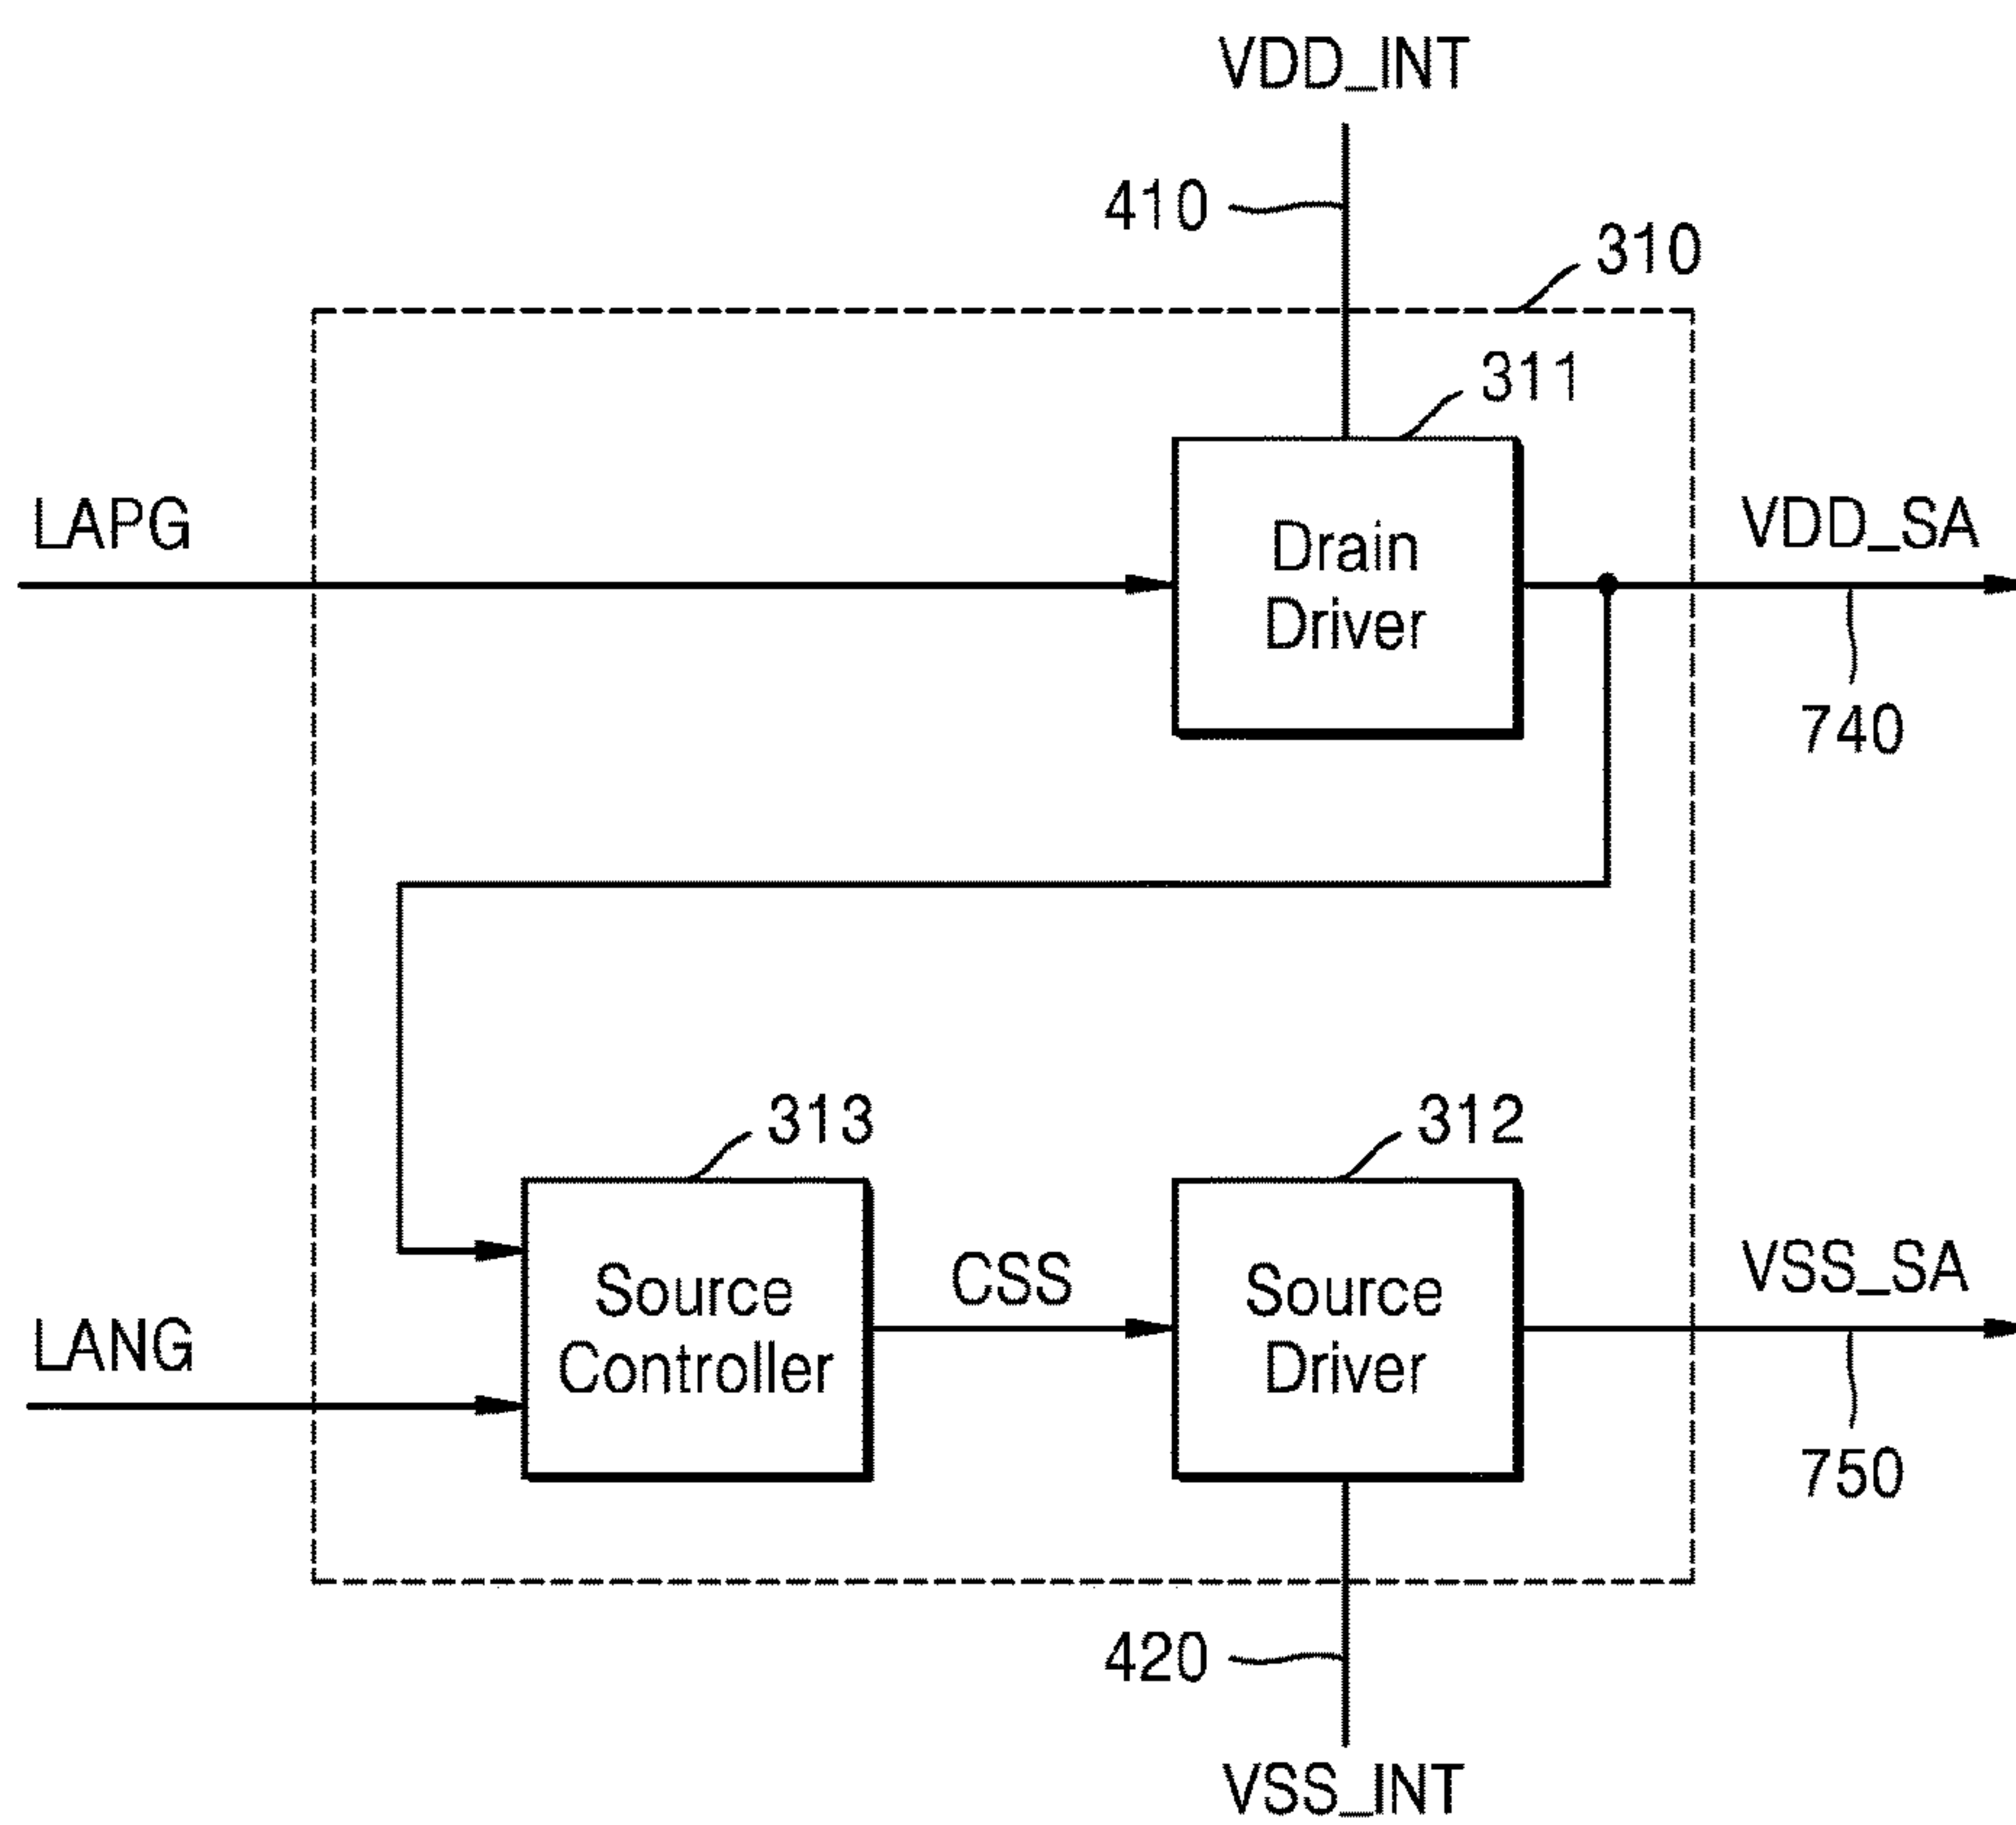 VDD_INT
410
310
311
LAPG
Drain
Driver
VDD_SA
740
313
312
LANG
Source
Controller
CSS
Source
Driver
VSS_SA
750
420
VSS_INT